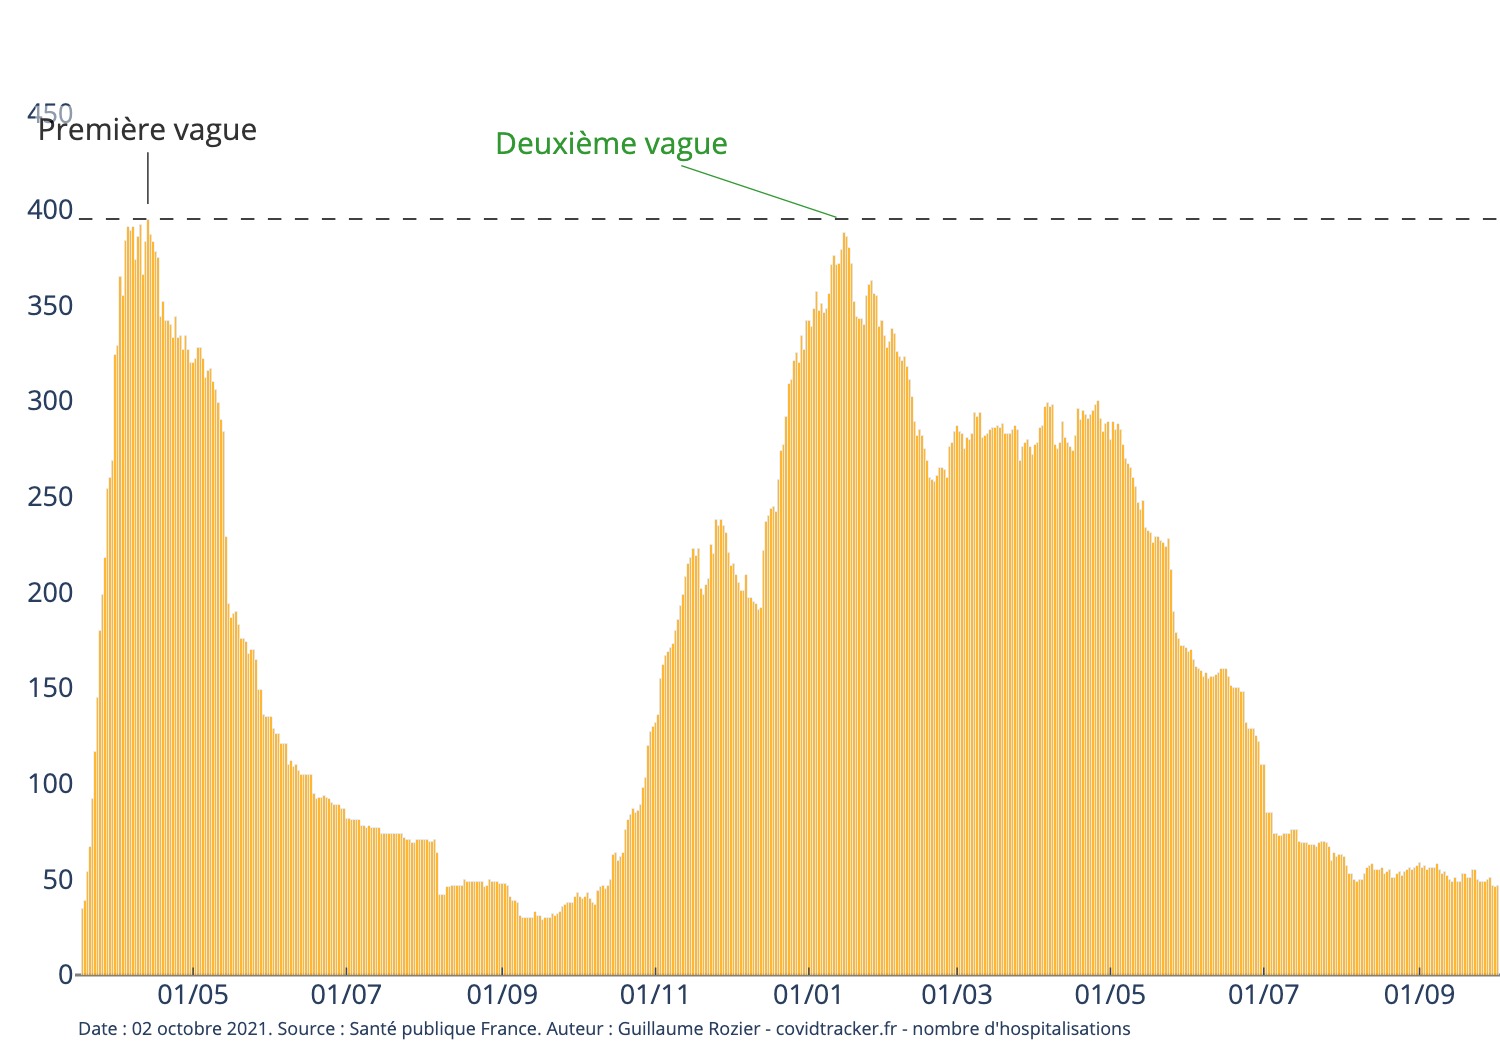 450
Première vague
Deuxième vague
400
350
300
250
200
150
100
50
0
01/05 01/07 01/09 01/11 01/01 01/03 01/05 01/07 01/09
Date : 02 octobre 2021. Source : Santé publique France. Auteur : Guillaume Rozier - covidtracker.fr - nombre d'hospitalisations